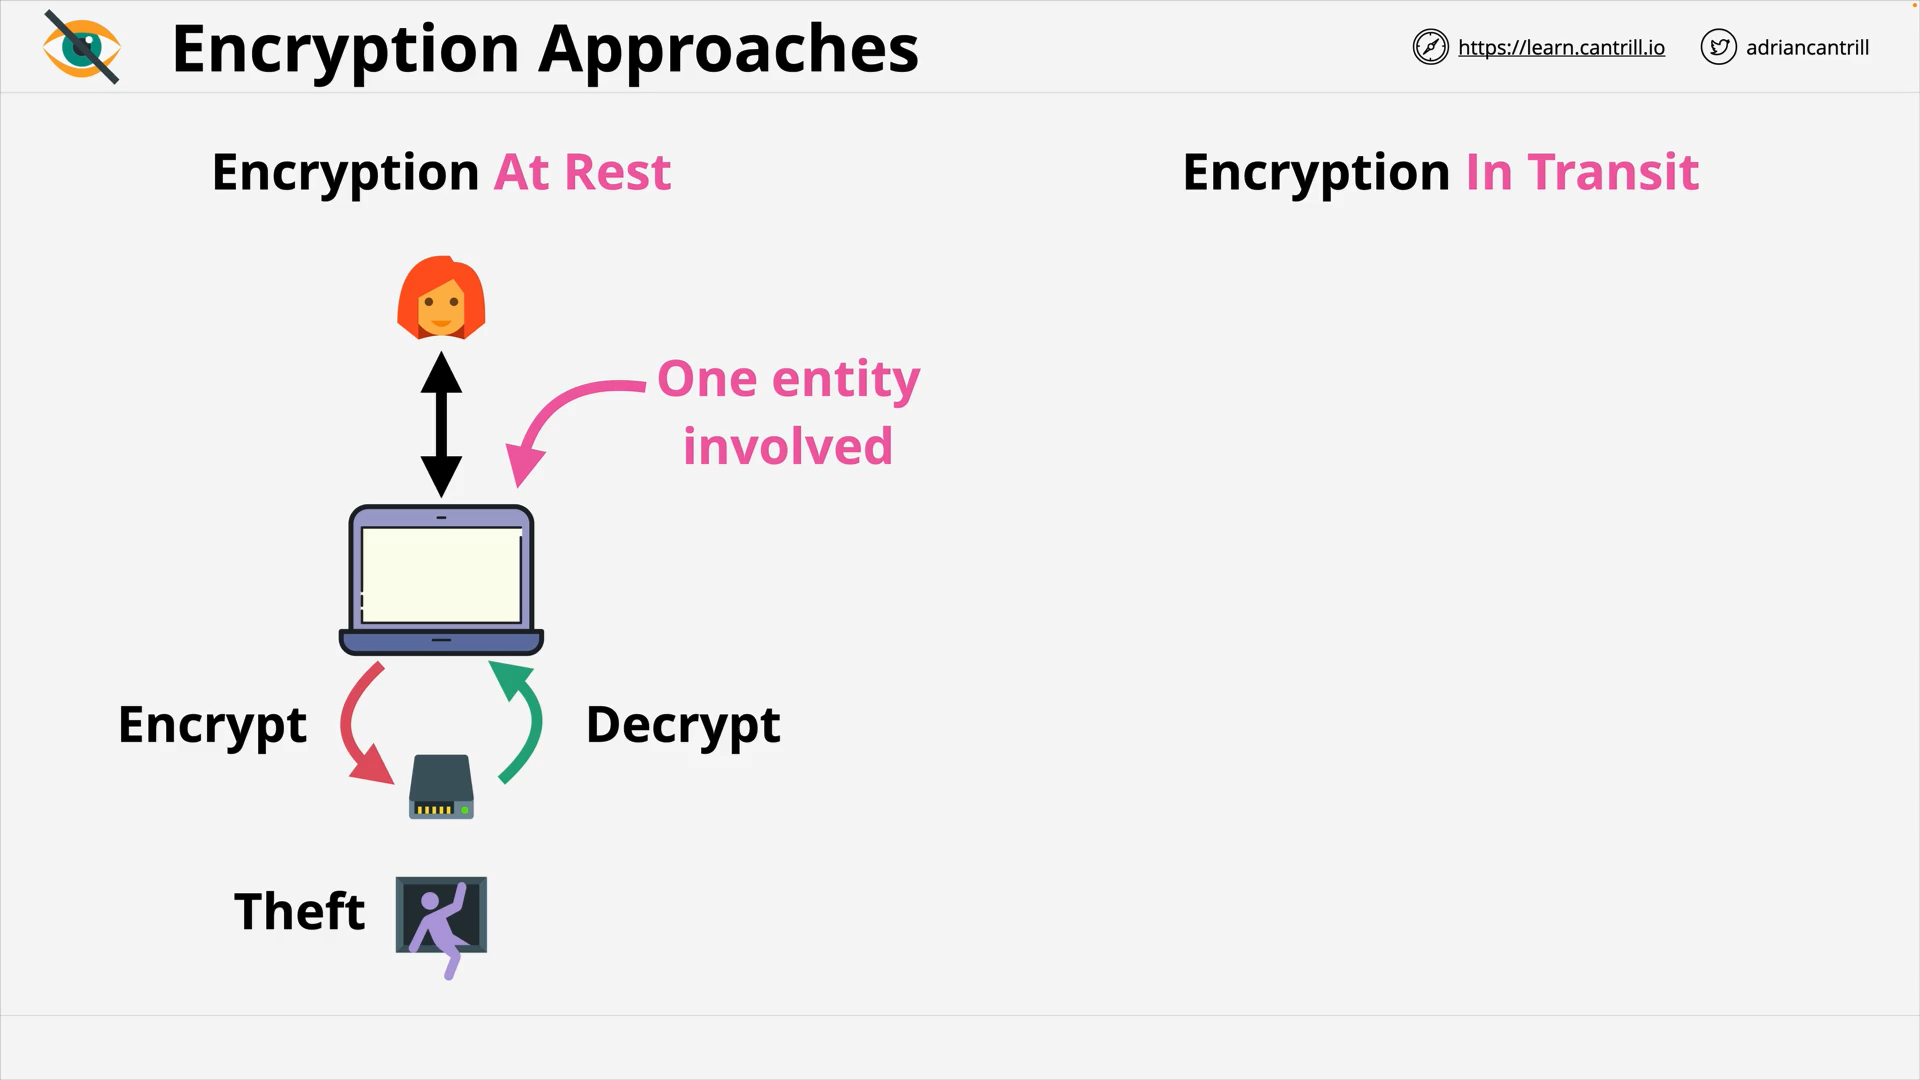 Encryption Approaches
https://learn.cantrill.io
adriancantrill
Encryption At Rest
Encryption In Transit
One entity
involved
Encrypt
Decrypt
Theft